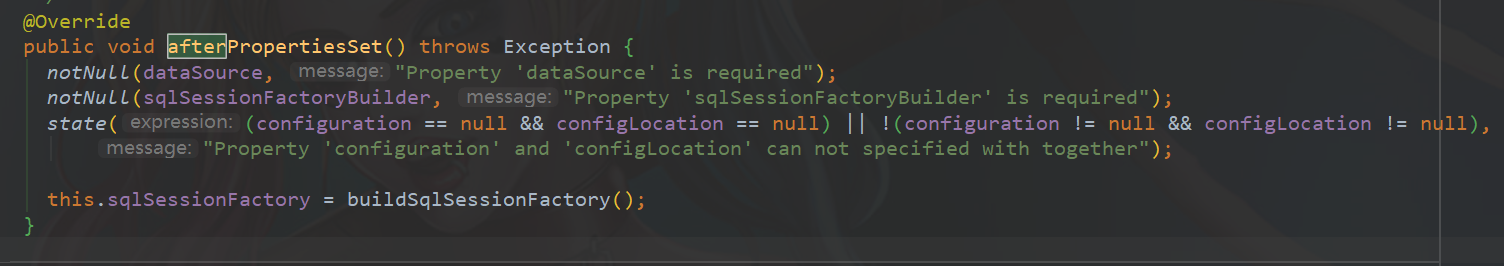 @Override
public void afterPropertiesSet() throws Exception {
notNull(dataSource, message: "Property 'dataSource' is required");
notNull(sqlSessionFactoryBuilder, message: "Property 'sqlSessionFactoryBuilder' is required");
state( expression: (configuration == null && configLocation == null) || !(configuration != null && configLocation != null),
message: "Property 'configuration' and 'configLocation' can not specified with together");
this.sqlSessionFactory = buildSqlSessionFactory();
}